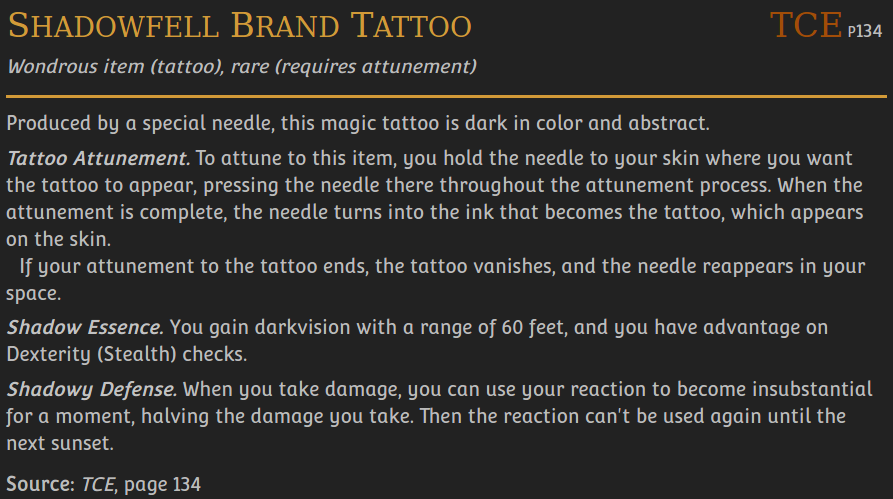 Shadowfell Brand Tattoo TCE P134
Wondrous item (tattoo), rare (requires attunement)
Produced by a special needle, this magic tattoo is dark in color and abstract.
Tattoo Attunement. To attune to this item, you hold the needle to your skin where you want
the tattoo to appear, pressing the needle there throughout the attunement process. When the
attunement is complete, the needle turns into the ink that becomes the tattoo, which appears
on the skin.
If your attunement to the tattoo ends, the tattoo vanishes, and the needle reappears in your
space.
Shadow Essence. You gain darkvision with a range of 60 feet, and you have advantage on
Dexterity (Stealth) checks.
Shadowy Defense. When you take damage, you can use your reaction to become insubstantial
for a moment, halving the damage you take. Then the reaction can't be used again until the
next sunset.
Source: TCE, page 134